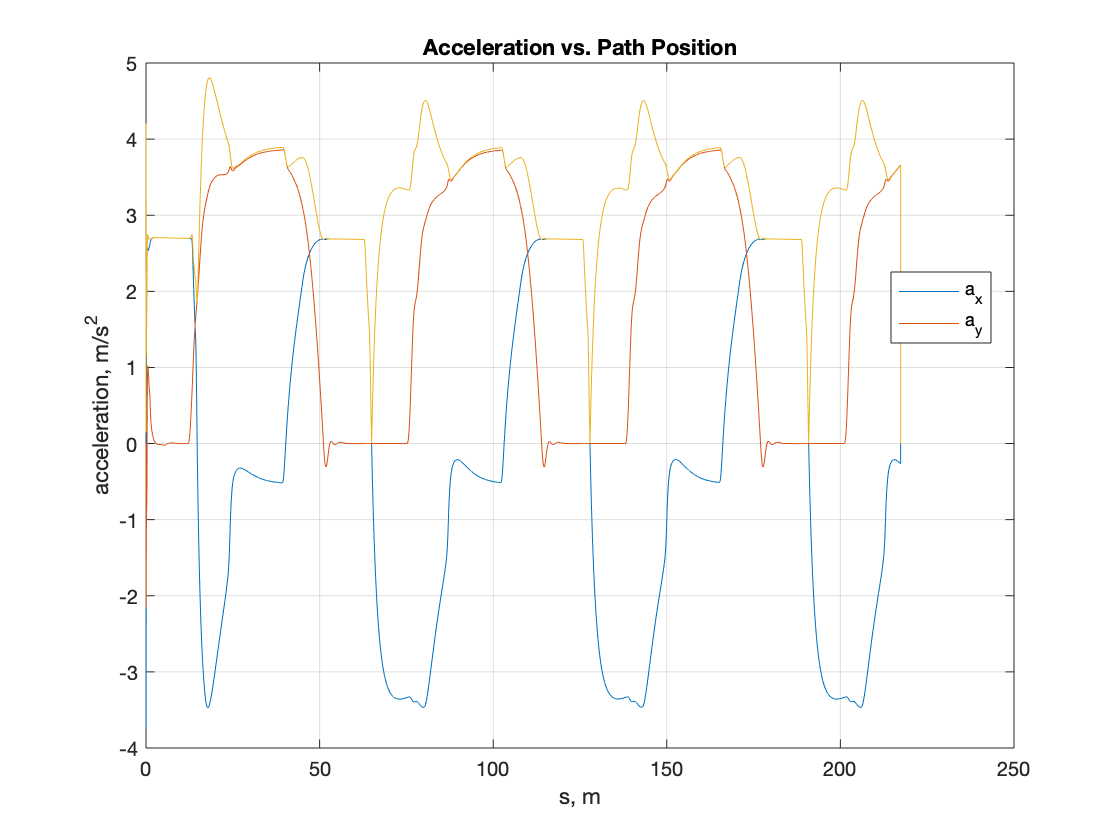 Acceleration vs. Path Position
acceleration, m/s²
5
4
3
2
1
0
-1
-2
-3
-4
0 50 100 150 200 250
s, m
aₓ
a_y